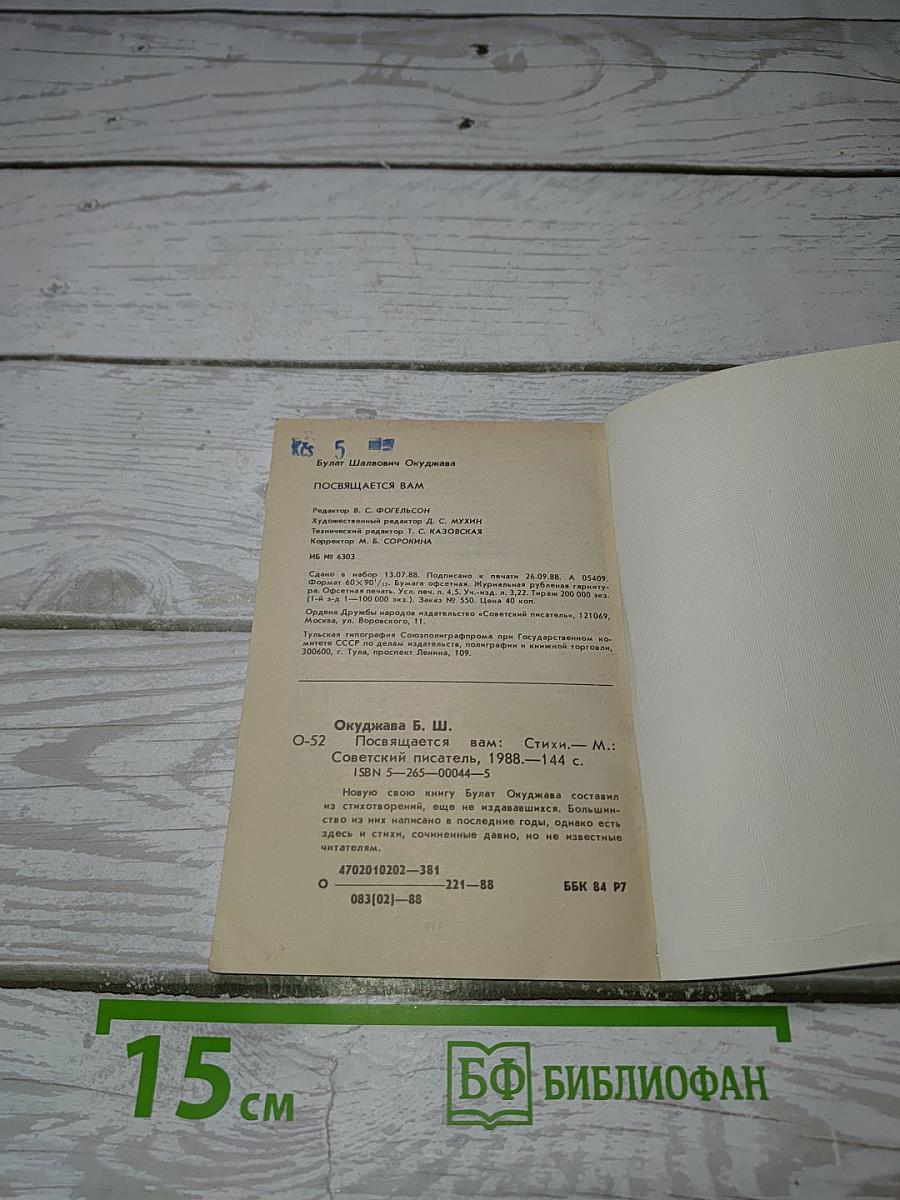 Kčs 5
Булат Шалвович Окуджава
ПОСВЯЩАЕТСЯ ВАМ
Редактор В. С. ФОГЕЛЬСОН
Художественный редактор Д. С. МУХИН
Технический редактор Т. С. КАЗОВСКАЯ
Корректор М. Б. СОРОКИНА
ИБ № 6303
Сдано в набор 13.07.88. Подписано к печати 26.09.88. А 05409.
Формат 60×90¹/₃₂. Бумага офсетная. Журнальная рубленая гарниту-
ра. Офсетная печать. Усл. печ. л. 4,5. Уч.-изд. л. 3,22. Тираж 200 000 экз.
(1-й з-д 1—100 000 экз.). Заказ № 550. Цена 40 коп.
Ордена Дружбы народов издательство «Советский писатель», 121069,
Москва, ул. Воровского, 11.
Тульская типография Союзполиграфпрома при Государственном ко-
митете СССР по делам издательств, полиграфии и книжной торговли,
300600, г. Тула, проспект Ленина, 109.
Окуджава Б. Ш.
О-52 Посвящается вам: Стихи.— М.:
Советский писатель, 1988.—144 с.
ISBN 5—265—00044—5
Новую свою книгу Булат Окуджава составил
из стихотворений, еще не издававшихся. Большин-
ство из них написано в последние годы, однако есть
здесь и стихи, сочиненные давно, но не известные
читателям.
4702010202—381
О ———— 221—88 ББК 84 Р7
083(02)—88
15 см
БФ БИБЛИОФАН